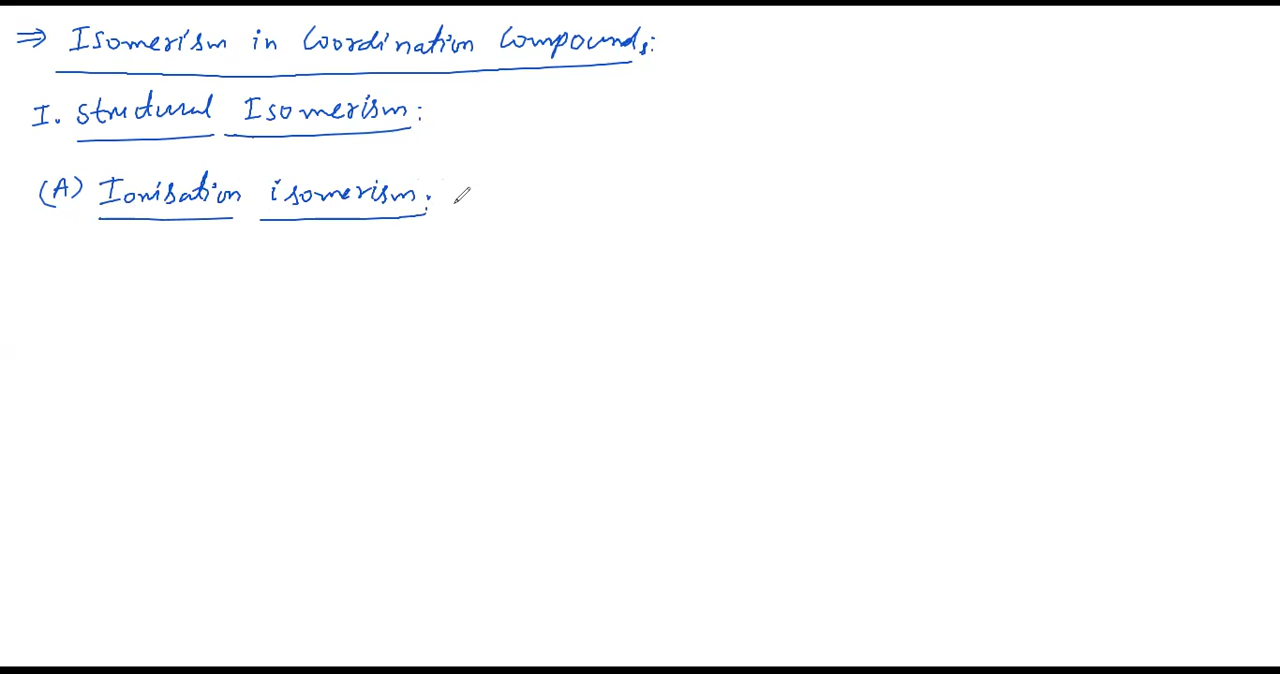 ⇒ Isomerism in Coordination Compounds:
I. Structural Isomerism:
(A) Ionisation isomerism: